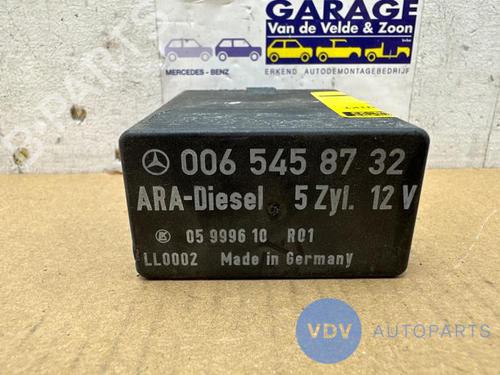 GARAGE
Van de Velde & Zoon
MERCEDES - BENZ
ERKEND AUTODEMONTAGEBEDRIJF
006 545 87 32
ARA-Diesel 5 Zyl. 12 V
05 9996 10 R01
LL0002 Made in Germany
VDV AUTOPARTS